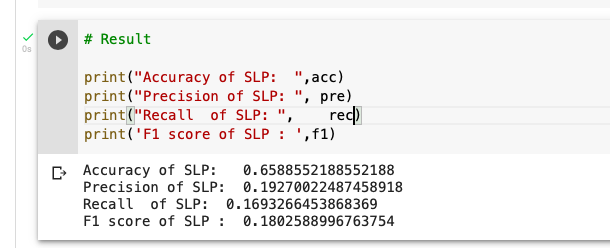 # Result
0s
print("Accuracy of SLP:  ",acc)
print("Precision of SLP: ", pre)
print("Recall  of SLP: ",    rec)
print('F1 score of SLP : ',f1)
Accuracy of SLP:   0.6588552188552188
Precision of SLP:  0.19270022487458918
Recall  of SLP:  0.1693266453868369
F1 score of SLP :  0.1802588996763754